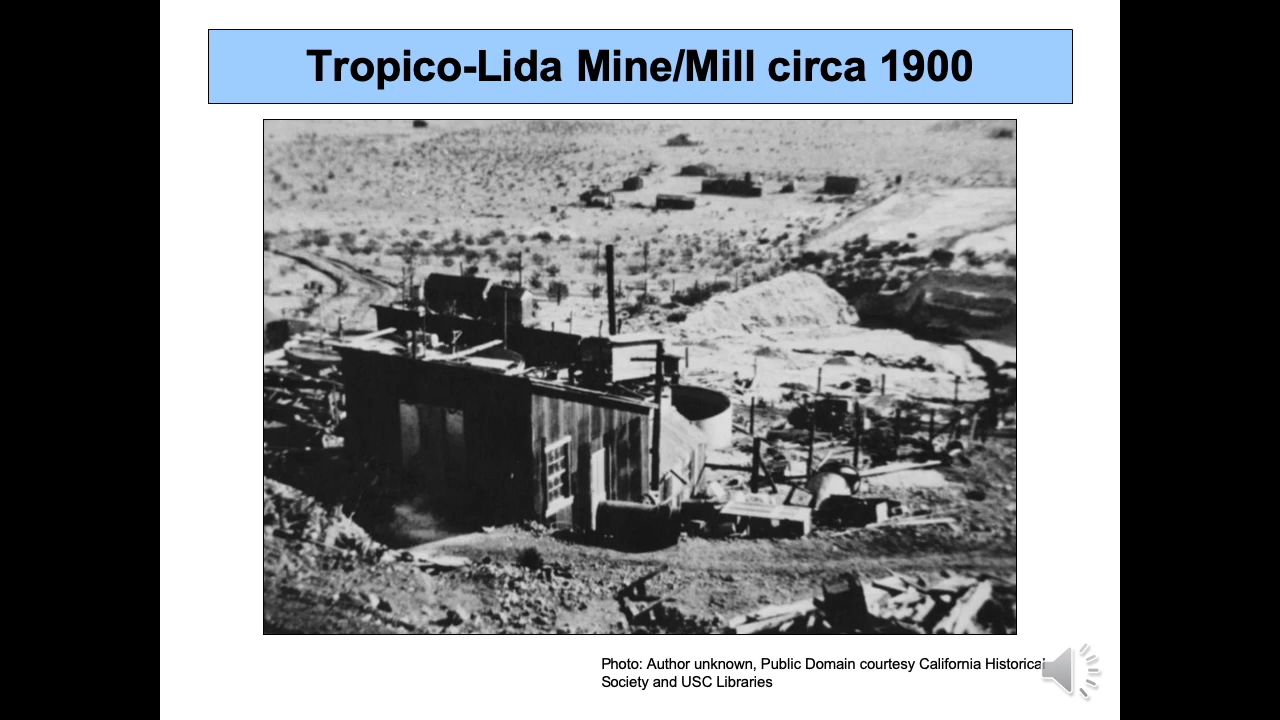 Tropico-Lida Mine/Mill circa 1900
Photo: Author unknown, Public Domain courtesy California Historical
Society and USC Libraries